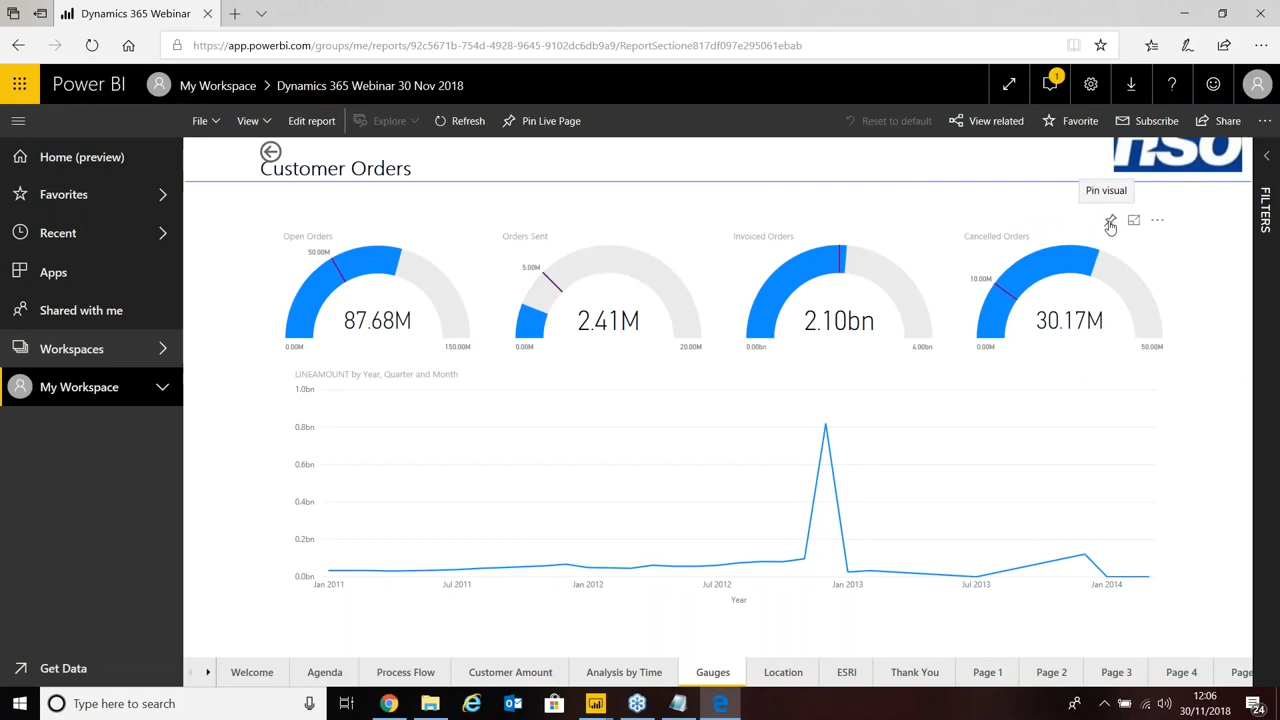 Dynamics 365 Webinar
https://app.powerbi.com/groups/me/reports/92c5671b-754d-4928-9645-9102dc6db9a9/ReportSectione817df097e295061ebab
Power BI
My Workspace > Dynamics 365 Webinar 30 Nov 2018
1
File
View
Edit report
Explore
Refresh
Pin Live Page
Reset to default
View related
Favorite
Subscribe
Share
Home (preview)
Favorites
Recent
Apps
Shared with me
Workspaces
My Workspace
Get Data
Customer Orders
Pin visual
FILTERS
Open Orders
50.00M
87.68M
0.00M
150.00M
Orders Sent
5.00M
2.41M
0.00M
20.00M
Invoiced Orders
2.10bn
0.00bn
4.00bn
Cancelled Orders
10.00M
30.17M
0.00M
50.00M
LINEAMOUNT by Year, Quarter and Month
1.0bn
0.8bn
0.6bn
0.4bn
0.2bn
0.0bn
Jan 2011
Jul 2011
Jan 2012
Jul 2012
Jan 2013
Jul 2013
Jan 2014
Year
Welcome
Agenda
Process Flow
Customer Amount
Analysis by Time
Gauges
Location
ESRI
Thank You
Page 1
Page 2
Page 3
Page 4
Page
Type here to search
12:06
30/11/2018
24